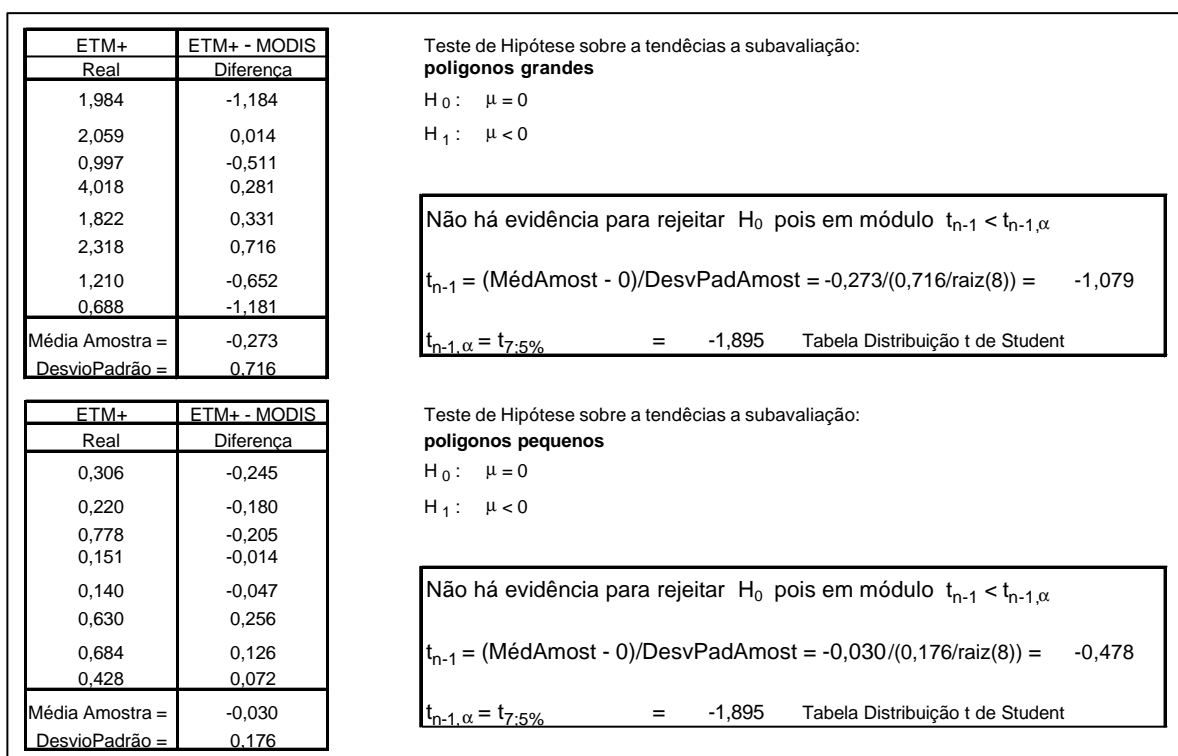 ETM+ ETM+ - MODIS
Real Diferença
1,984 -1,184
2,059 0,014
0,997 -0,511
4,018 0,281
1,822 0,331
2,318 0,716
1,210 -0,652
0,688 -1,181
Média Amostra = -0,273
DesvioPadrão = 0,716
Teste de Hipótese sobre a tendêcias a subavaliação:
poligonos grandes
H 0 : μ = 0
H 1 : μ < 0
Não há evidência para rejeitar H0 pois em módulo tn-1 < tn-1,α
tn-1 = (MédAmost - 0)/DesvPadAmost = -0,273/(0,716/raiz(8)) = -1,079
tn-1,α = t7;5% = -1,895 Tabela Distribuição t de Student
ETM+ ETM+ - MODIS
Real Diferença
0,306 -0,245
0,220 -0,180
0,778 -0,205
0,151 -0,014
0,140 -0,047
0,630 0,256
0,684 0,126
0,428 0,072
Média Amostra = -0,030
DesvioPadrão = 0,176
Teste de Hipótese sobre a tendêcias a subavaliação:
poligonos pequenos
H 0 : μ = 0
H 1 : μ < 0
Não há evidência para rejeitar H0 pois em módulo tn-1 < tn-1,α
tn-1 = (MédAmost - 0)/DesvPadAmost = -0,030/(0,176/raiz(8)) = -0,478
tn-1,α = t7;5% = -1,895 Tabela Distribuição t de Student